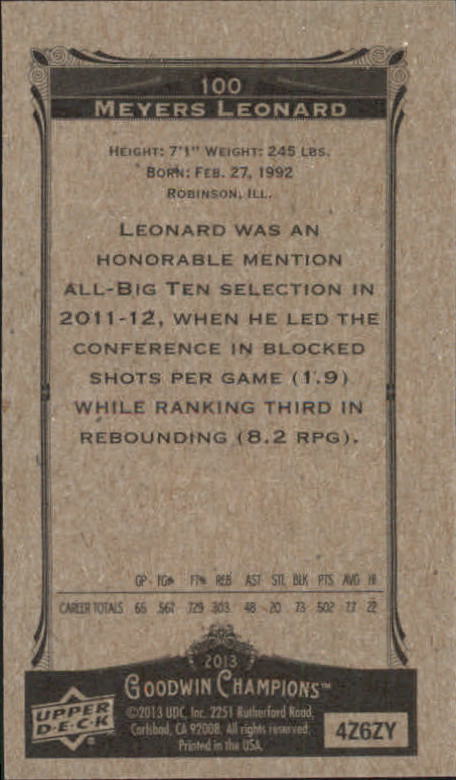 100
MEYERS LEONARD
HEIGHT: 7'1" WEIGHT: 245 LBS.
BORN: FEB. 27, 1992
ROBINSON, ILL.
LEONARD WAS AN
HONORABLE MENTION
ALL-BIG TEN SELECTION IN
2011-12, WHEN HE LED THE
CONFERENCE IN BLOCKED
SHOTS PER GAME (1.9)
WHILE RANKING THIRD IN
REBOUNDING (8.2 RPG).
GP FG% FT% REB AST STL BLK PTS AVG HI
CAREER TOTALS 65 .567 .729 303 48 20 73 502 7.7 22
2013
GOODWIN CHAMPIONS™
UPPER
D·E·C·K
©2013 UDC, Inc. 2251 Rutherford Road,
Carlsbad, CA 92008. All rights reserved.
Printed in the USA.
4Z6ZY